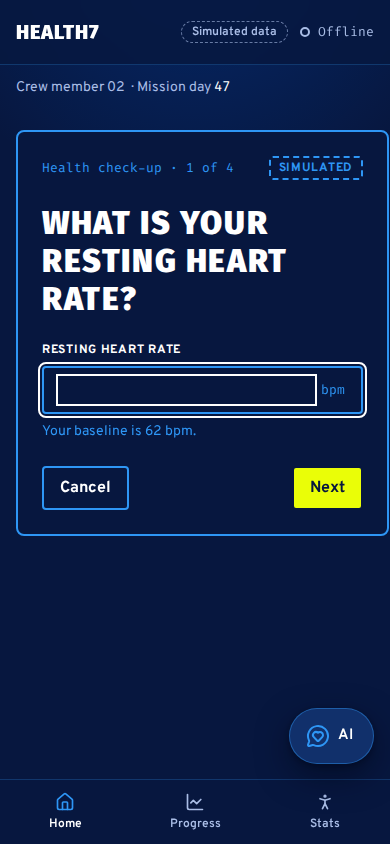 HEALTH7
Simulated data
Offline
Crew member 02 · Mission day 47
Health check-up · 1 of 4
SIMULATED
WHAT IS YOUR
RESTING HEART
RATE?
RESTING HEART RATE
bpm
Your baseline is 62 bpm.
Cancel
Next
AI
Home
Progress
Stats